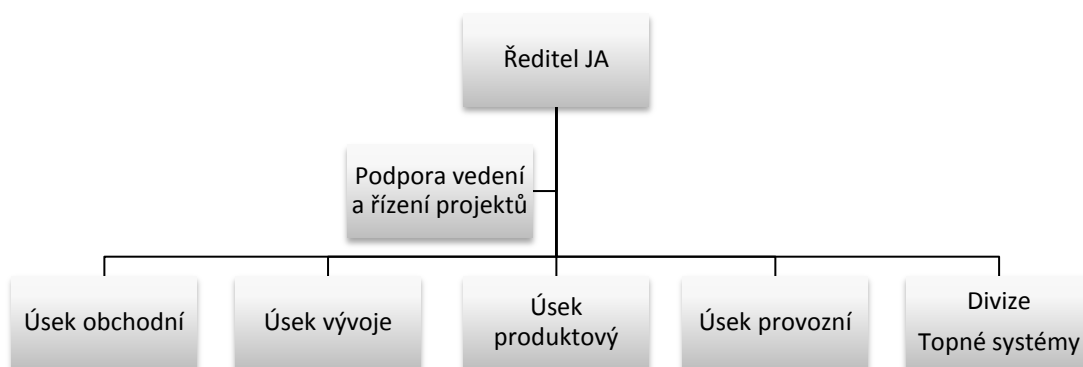 Ředitel JA
Podpora vedení
a řízení projektů
Úsek obchodní
Úsek vývoje
Úsek
produktový
Úsek provozní
Divize
Topné systémy